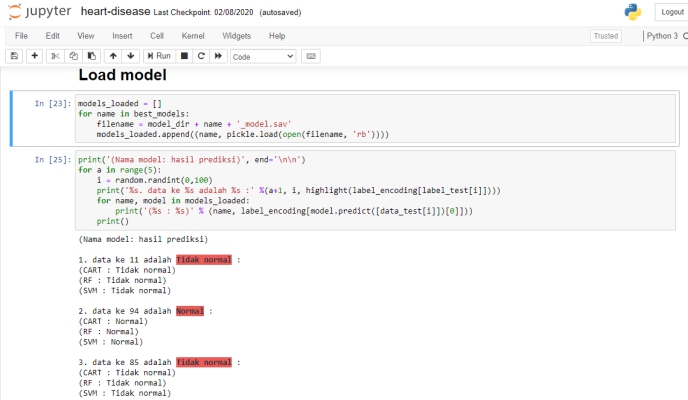 jupyter heart-disease Last Checkpoint: 02/08/2020 (autosaved)
Logout
File Edit View Insert Cell Kernel Widgets Help
Trusted
Python 3
Run
Code
Load model
In [23]:
models_loaded = []
for name in best_models:
    filename = model_dir + name + '_model.sav'
    models_loaded.append((name, pickle.load(open(filename, 'rb'))))
In [25]:
print('(Nama model: hasil prediksi)', end='\n\n')
for a in range(5):
    i = random.randint(0,100)
    print('%s. data ke %s adalah %s :' %(a+1, i, highlight(label_encoding[label_test[i]])))
    for name, model in models_loaded:
        print('(%s : %s)' % (name, label_encoding[model.predict([data_test[i]])[0]]))
    print()
(Nama model: hasil prediksi)
1. data ke 11 adalah Tidak normal :
(CART : Tidak normal)
(RF : Tidak normal)
(SVM : Tidak normal)
2. data ke 94 adalah Normal :
(CART : Normal)
(RF : Normal)
(SVM : Normal)
3. data ke 85 adalah Tidak normal :
(CART : Tidak normal)
(RF : Tidak normal)
(SVM : Tidak normal)